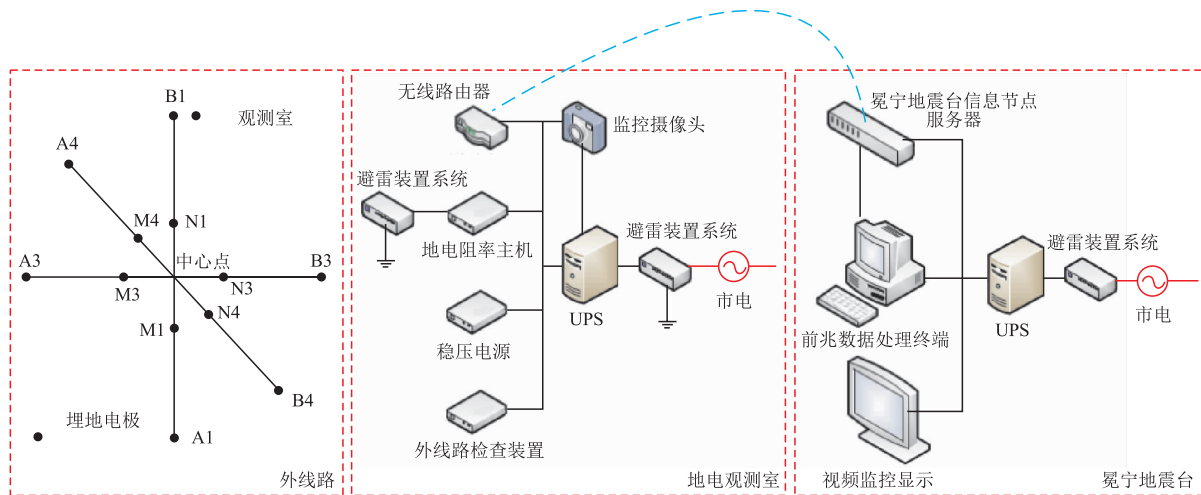 B1
观测室
A4
M4
N1
A3
中心点
B3
M3
N3
M1
N4
B4
埋地电极
A1
外线路
无线路由器
监控摄像头
避雷装置系统
地电阻率主机
避雷装置系统
UPS
市电
稳压电源
外线路检查装置
地电观测室
冕宁地震台信息节点
服务器
避雷装置系统
前兆数据处理终端
UPS
市电
视频监控显示
冕宁地震台